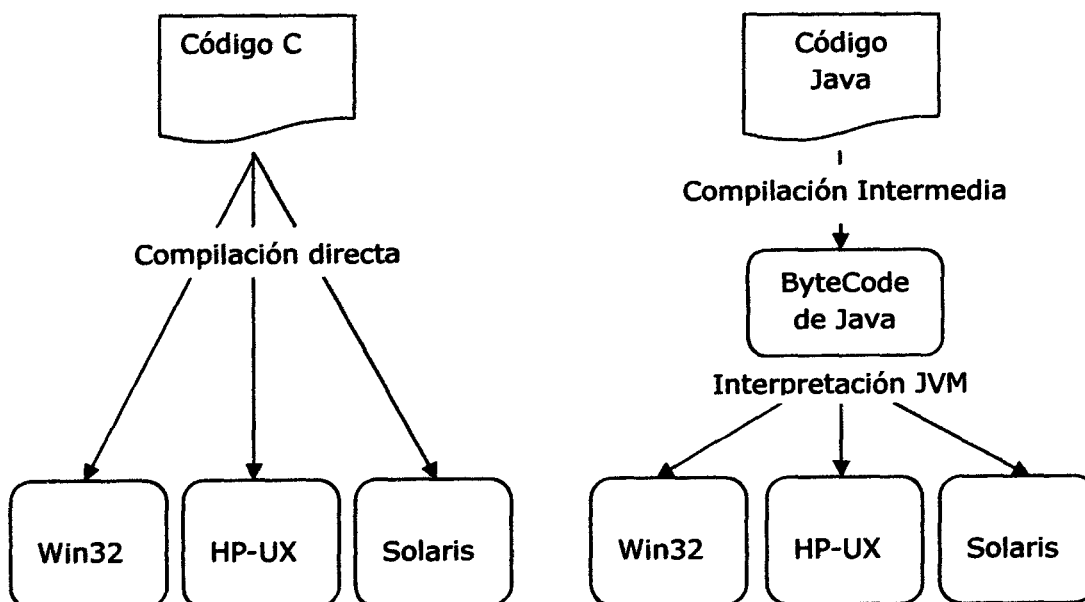 Código C
Compilación directa
Win32
HP-UX
Solaris
Código
Java
Compilación Intermedia
ByteCode
de Java
Interpretación JVM
Win32
HP-UX
Solaris